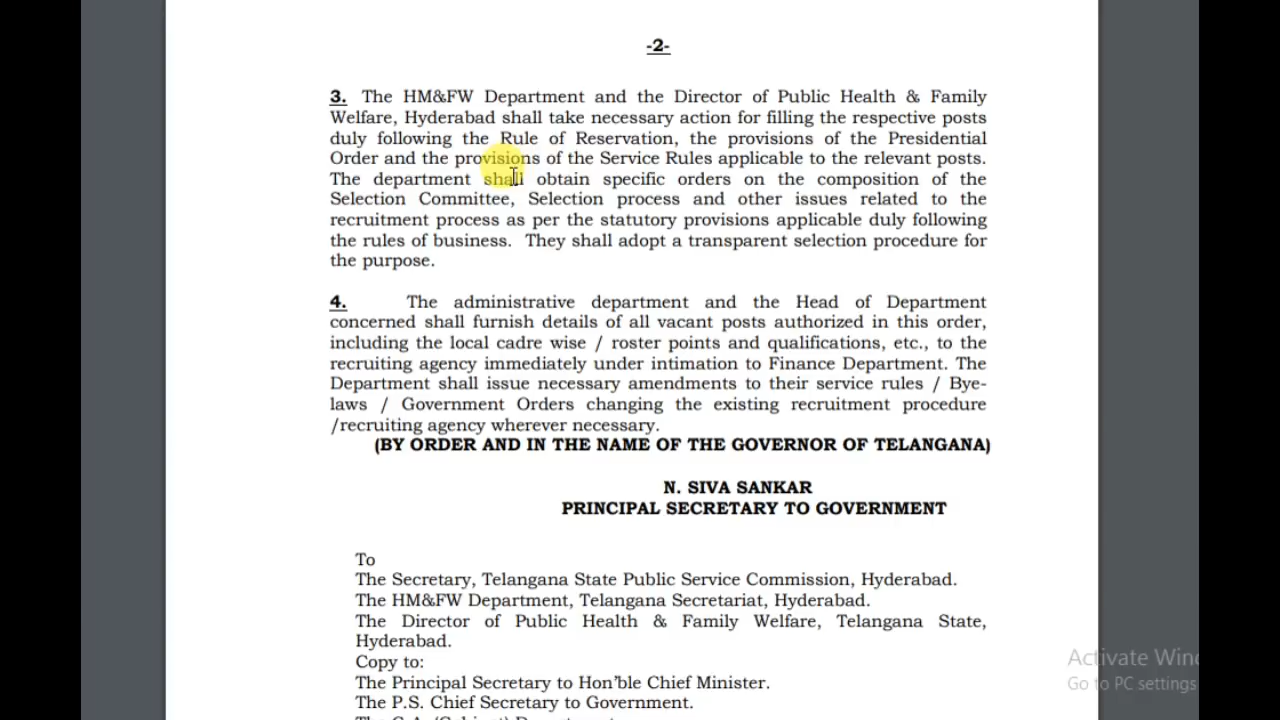 -2-
3. The HM&FW Department and the Director of Public Health & Family
Welfare, Hyderabad shall take necessary action for filling the respective posts
duly following the Rule of Reservation, the provisions of the Presidential
Order and the provisions of the Service Rules applicable to the relevant posts.
The department shall obtain specific orders on the composition of the
Selection Committee, Selection process and other issues related to the
recruitment process as per the statutory provisions applicable duly following
the rules of business. They shall adopt a transparent selection procedure for
the purpose.
4. The administrative department and the Head of Department
concerned shall furnish details of all vacant posts authorized in this order,
including the local cadre wise / roster points and qualifications, etc., to the
recruiting agency immediately under intimation to Finance Department. The
Department shall issue necessary amendments to their service rules / Bye-
laws / Government Orders changing the existing recruitment procedure
/recruiting agency wherever necessary.
(BY ORDER AND IN THE NAME OF THE GOVERNOR OF TELANGANA)
N. SIVA SANKAR
PRINCIPAL SECRETARY TO GOVERNMENT
To
The Secretary, Telangana State Public Service Commission, Hyderabad.
The HM&FW Department, Telangana Secretariat, Hyderabad.
The Director of Public Health & Family Welfare, Telangana State,
Hyderabad.
Copy to:
The Principal Secretary to Hon'ble Chief Minister.
The P.S. Chief Secretary to Government.
Activate Win
Go to PC settings